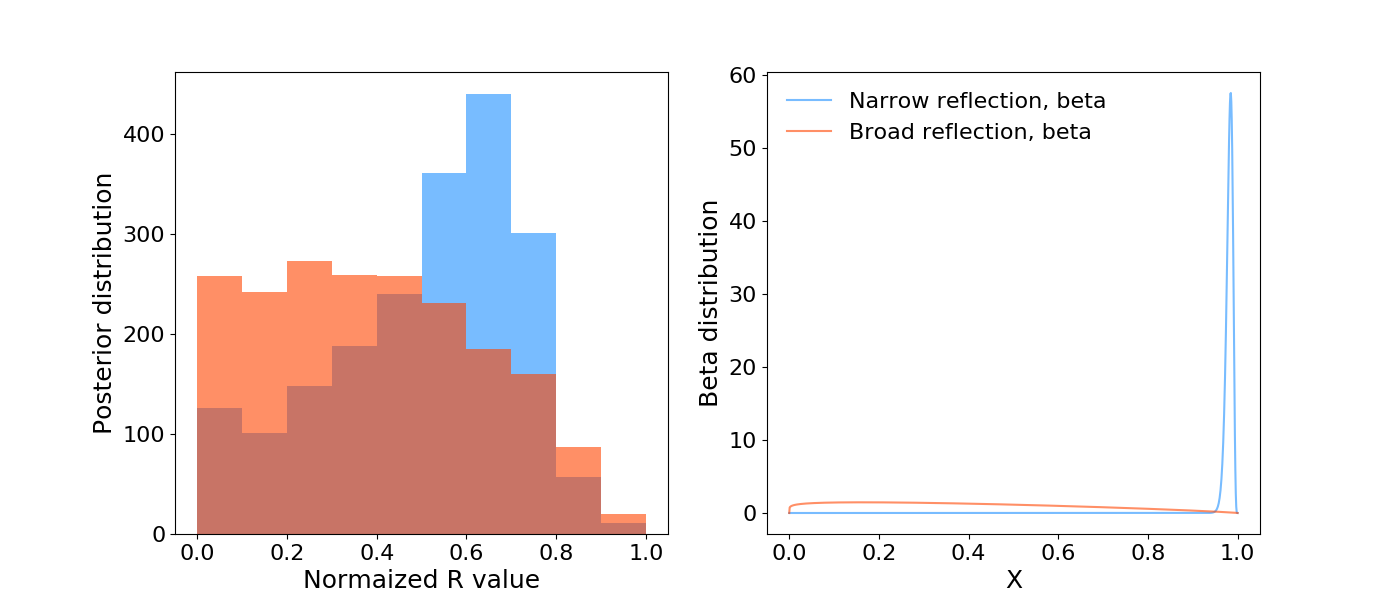 Posterior distribution
400
300
200
100
0
0.0 0.2 0.4 0.6 0.8 1.0
Normaized R value
Beta distribution
60
50
40
30
20
10
0
Narrow reflection, beta
Broad reflection, beta
0.0 0.2 0.4 0.6 0.8 1.0
X